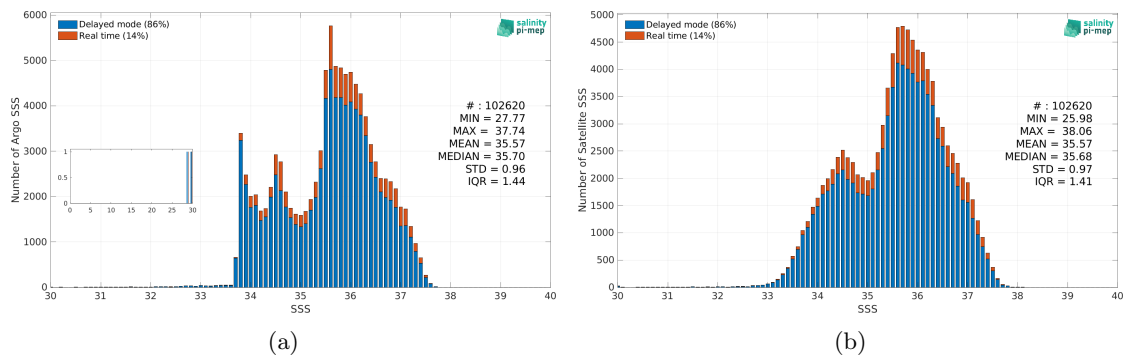 Delayed mode (86%)
Real time (14%)
salinity
pi-mep
Number of Argo SSS
6000
5000
4000
3000
2000
1000
0
# : 102620
MIN = 27.77
MAX = 37.74
MEAN = 35.57
MEDIAN = 35.70
STD = 0.96
IQR = 1.44
1
0.5
0
0 5 10 15 20 25 30
30 31 32 33 34 35 36 37 38 39 40
SSS
(a)
Delayed mode (86%)
Real time (14%)
salinity
pi-mep
Number of Satellite SSS
5000
4500
4000
3500
3000
2500
2000
1500
1000
500
0
# : 102620
MIN = 25.98
MAX = 38.06
MEAN = 35.57
MEDIAN = 35.68
STD = 0.97
IQR = 1.41
30 31 32 33 34 35 36 37 38 39 40
SSS
(b)